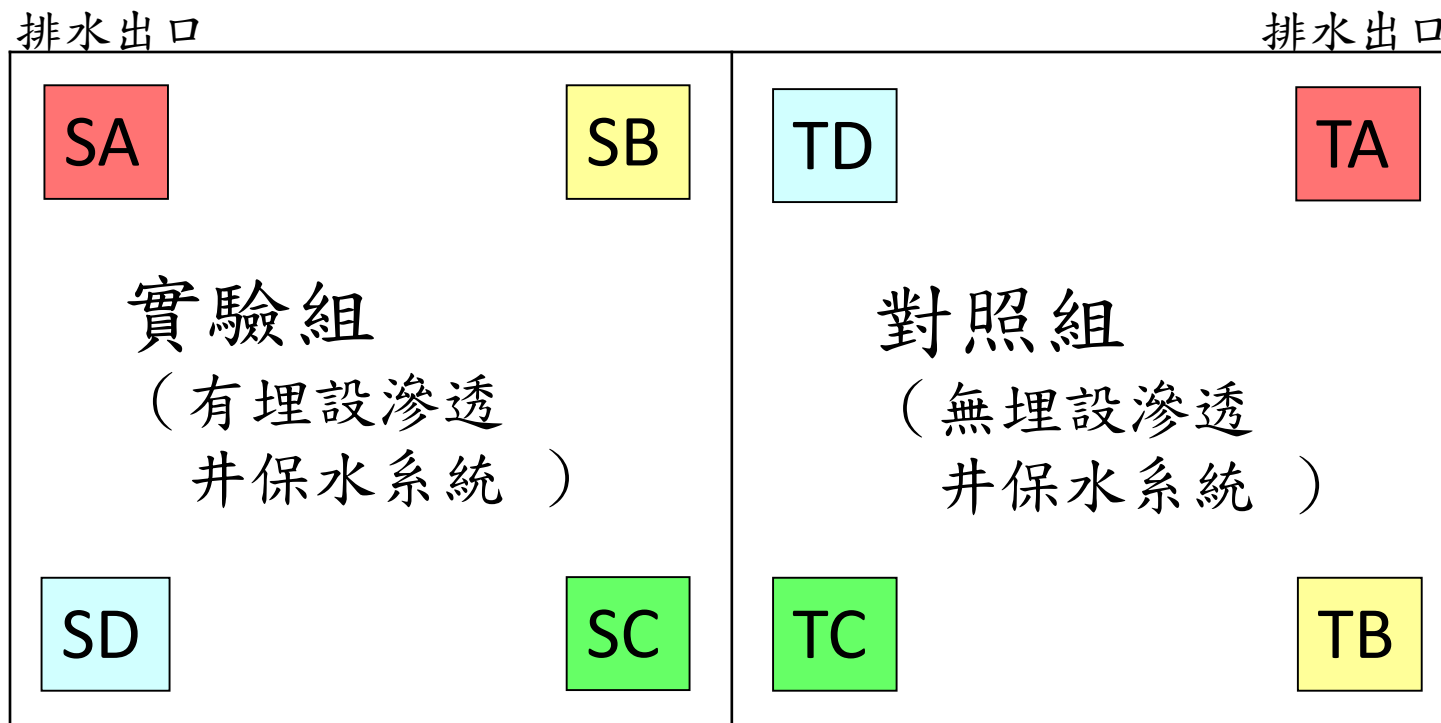 排水出口
排水出口
SA
SB
TD
TA
實驗組
（有埋設滲透
井保水系統 ）
對照組
（無埋設滲透
井保水系統 ）
SD
SC
TC
TB